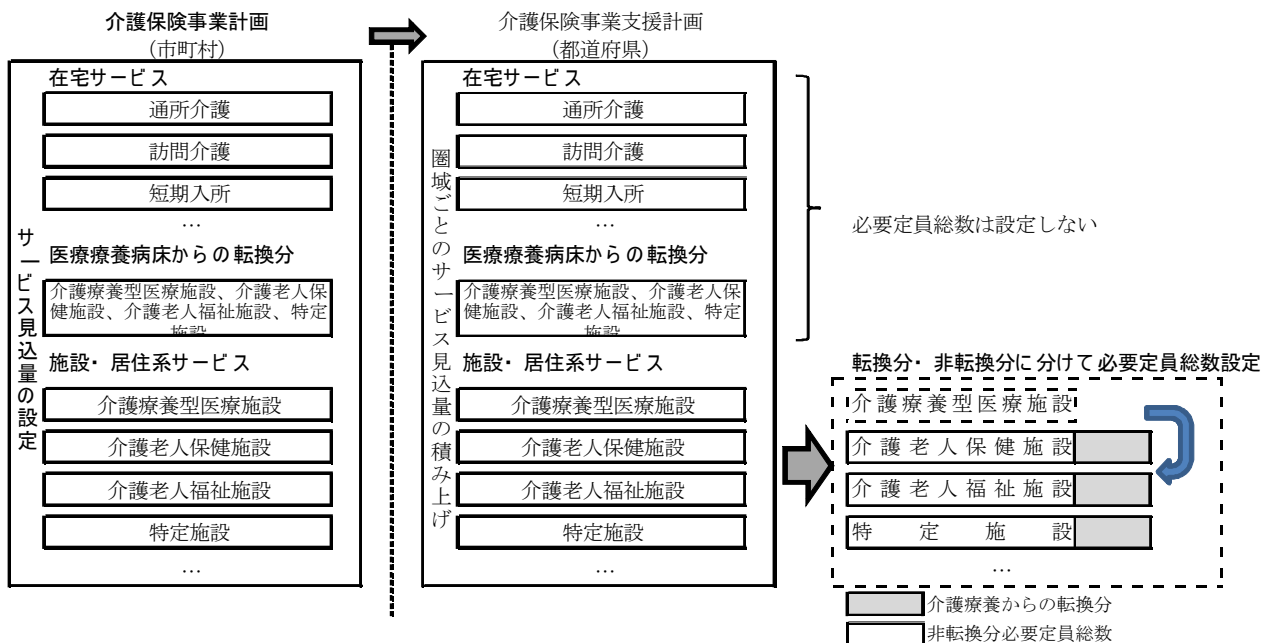 介護保険事業計画
(市町村)
サービス見込量の設定
在宅サービス
通所介護
訪問介護
短期入所
…
医療療養病床からの転換分
介護療養型医療施設、介護老人保
健施設、介護老人福祉施設、特定
施設
施設・居住系サービス
介護療養型医療施設
介護老人保健施設
介護老人福祉施設
特定施設
…
介護保険事業支援計画
(都道府県)
圏域ごとのサービス見込量の積み上げ
在宅サービス
通所介護
訪問介護
短期入所
…
医療療養病床からの転換分
介護療養型医療施設、介護老人保
健施設、介護老人福祉施設、特定
施設
施設・居住系サービス
介護療養型医療施設
介護老人保健施設
介護老人福祉施設
特定施設
…
必要定員総数は設定しない
転換分・非転換分に分けて必要定員総数設定
介護療養型医療施設
介護老人保健施設
介護老人福祉施設
特定施設
…
介護療養からの転換分
非転換分必要定員総数